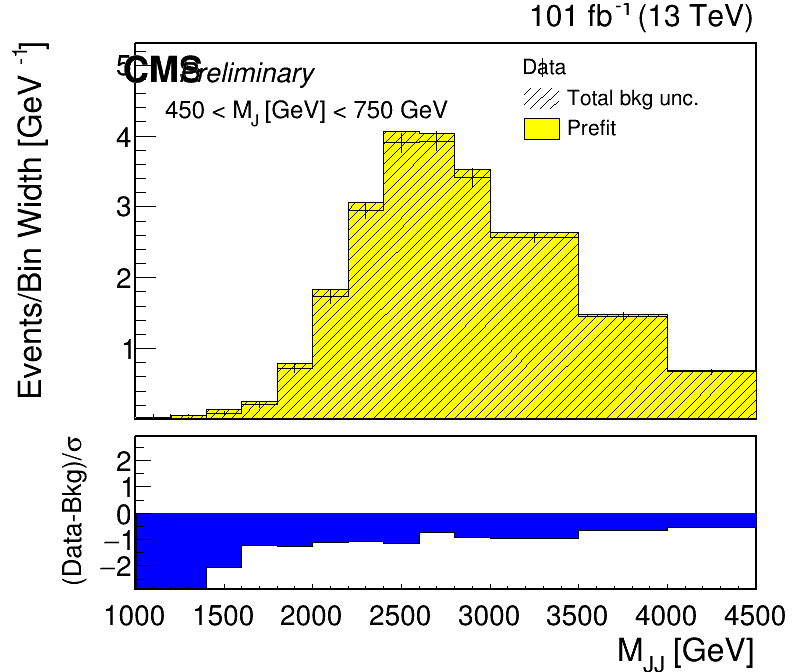 101 fb⁻¹ (13 TeV)
CMS Preliminary
450 < M_J [GeV] < 750 GeV
Data
Total bkg unc.
Prefit
Events/Bin Width [GeV⁻¹]
5
4
3
2
1
(Data-Bkg)/σ
2
1
0
−1
−2
1000 1500 2000 2500 3000 3500 4000 4500
M_JJ [GeV]